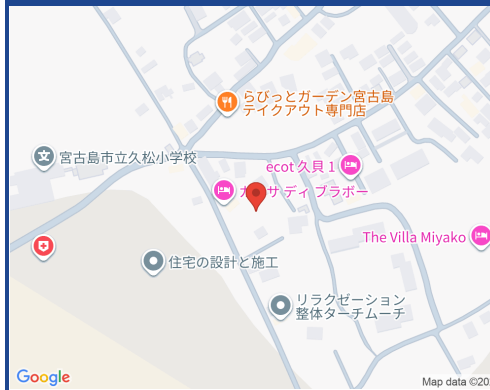 らびっとガーデン宮古島
テイクアウト専門店
宮古島市立久松小学校
ecot 久貝 1
サ ディ ブラボー
The Villa Miyako
住宅の設計と施工
リラクゼーション
整体ターチムーチ
Google
Map data ©20